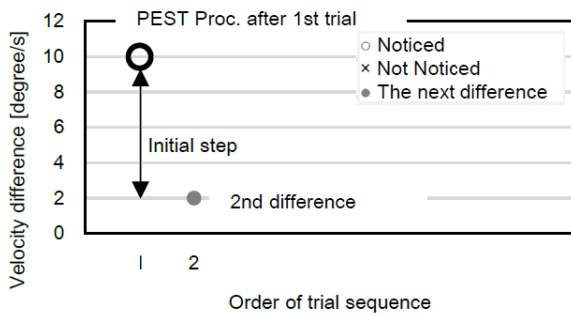 PEST Proc. after 1st trial
Velocity difference [degree/s]
12
10
8
6
4
2
0
○ Noticed
× Not Noticed
● The next difference
Initial step
2nd difference
I 2
Order of trial sequence